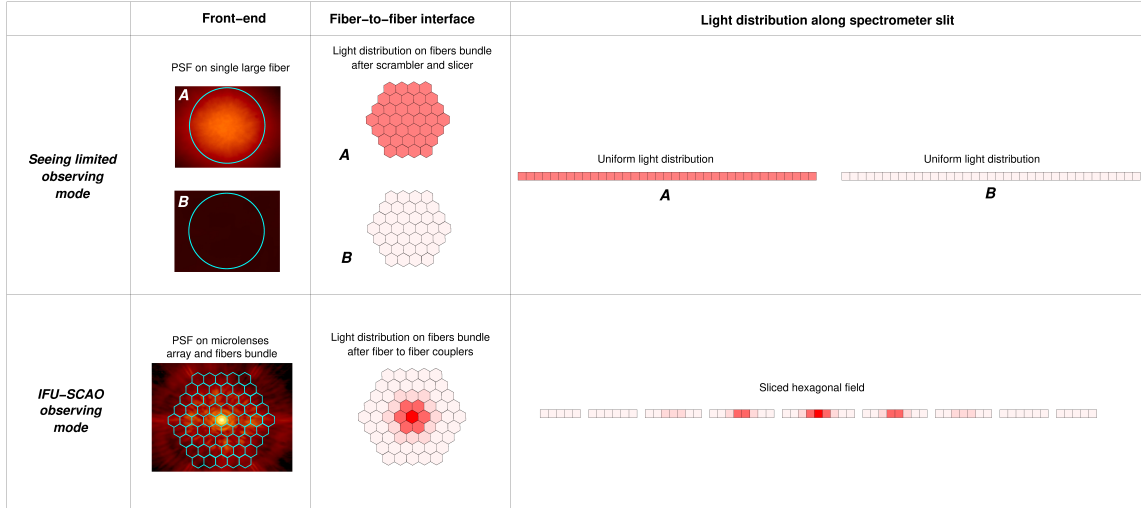 Front−end
Fiber−to−fiber interface
Light distribution along spectrometer slit
Seeing limited
observing
mode
PSF on single large fiber
A
B
Light distribution on fibers bundle
after scrambler and slicer
A
B
Uniform light distribution
A
Uniform light distribution
B
IFU−SCAO
observing
mode
PSF on microlenses
array and fibers bundle
Light distribution on fibers bundle
after fiber to fiber couplers
Sliced hexagonal field